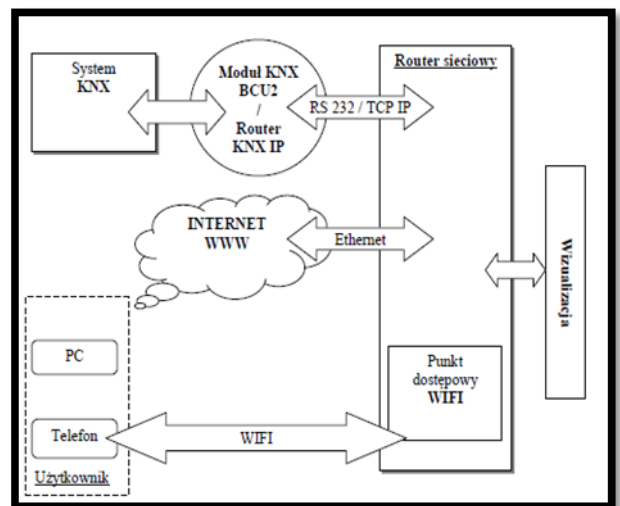 System
KNX
Moduł KNX
BCU2
/
Router
KNX IP
RS 232 / TCP IP
Router sieciowy
INTERNET
WWW
Ethernet
Wizualizacja
PC
Telefon
Użytkownik
WIFI
Punkt
dostępowy
WIFI